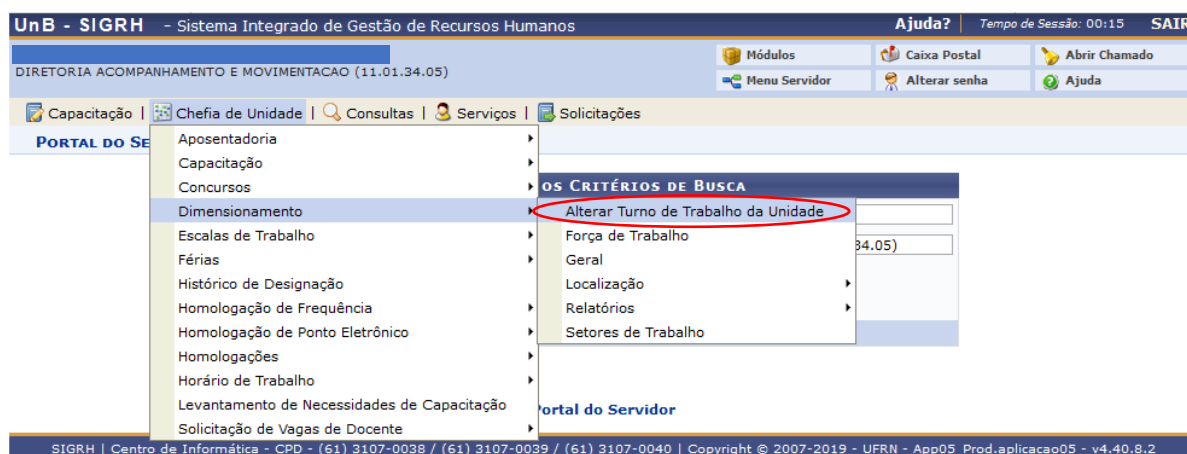 UnB - SIGRH - Sistema Integrado de Gestão de Recursos Humanos Ajuda? Tempo de Sessão: 00:15 SAIR
Módulos Caixa Postal Abrir Chamado
DIRETORIA ACOMPANHAMENTO E MOVIMENTACAO (11.01.34.05)
Menu Servidor Alterar senha Ajuda
Capacitação | Chefia de Unidade | Consultas | Serviços | Solicitações
PORTAL DO SE
Aposentadoria
Capacitação
Concursos
OS CRITÉRIOS DE BUSCA
Dimensionamento
Alterar Turno de Trabalho da Unidade
Escalas de Trabalho
Força de Trabalho
34.05)
Férias
Geral
Histórico de Designação
Localização
Homologação de Frequência
Relatórios
Homologação de Ponto Eletrônico
Setores de Trabalho
Homologações
Horário de Trabalho
Levantamento de Necessidades de Capacitação
Portal do Servidor
Solicitação de Vagas de Docente
SIGRH | Centro de Informática - CPD - (61) 3107-0038 / (61) 3107-0039 / (61) 3107-0040 | Copyright © 2007-2019 - UFRN - App05_Prod.aplicacao05 - v4.40.8.2